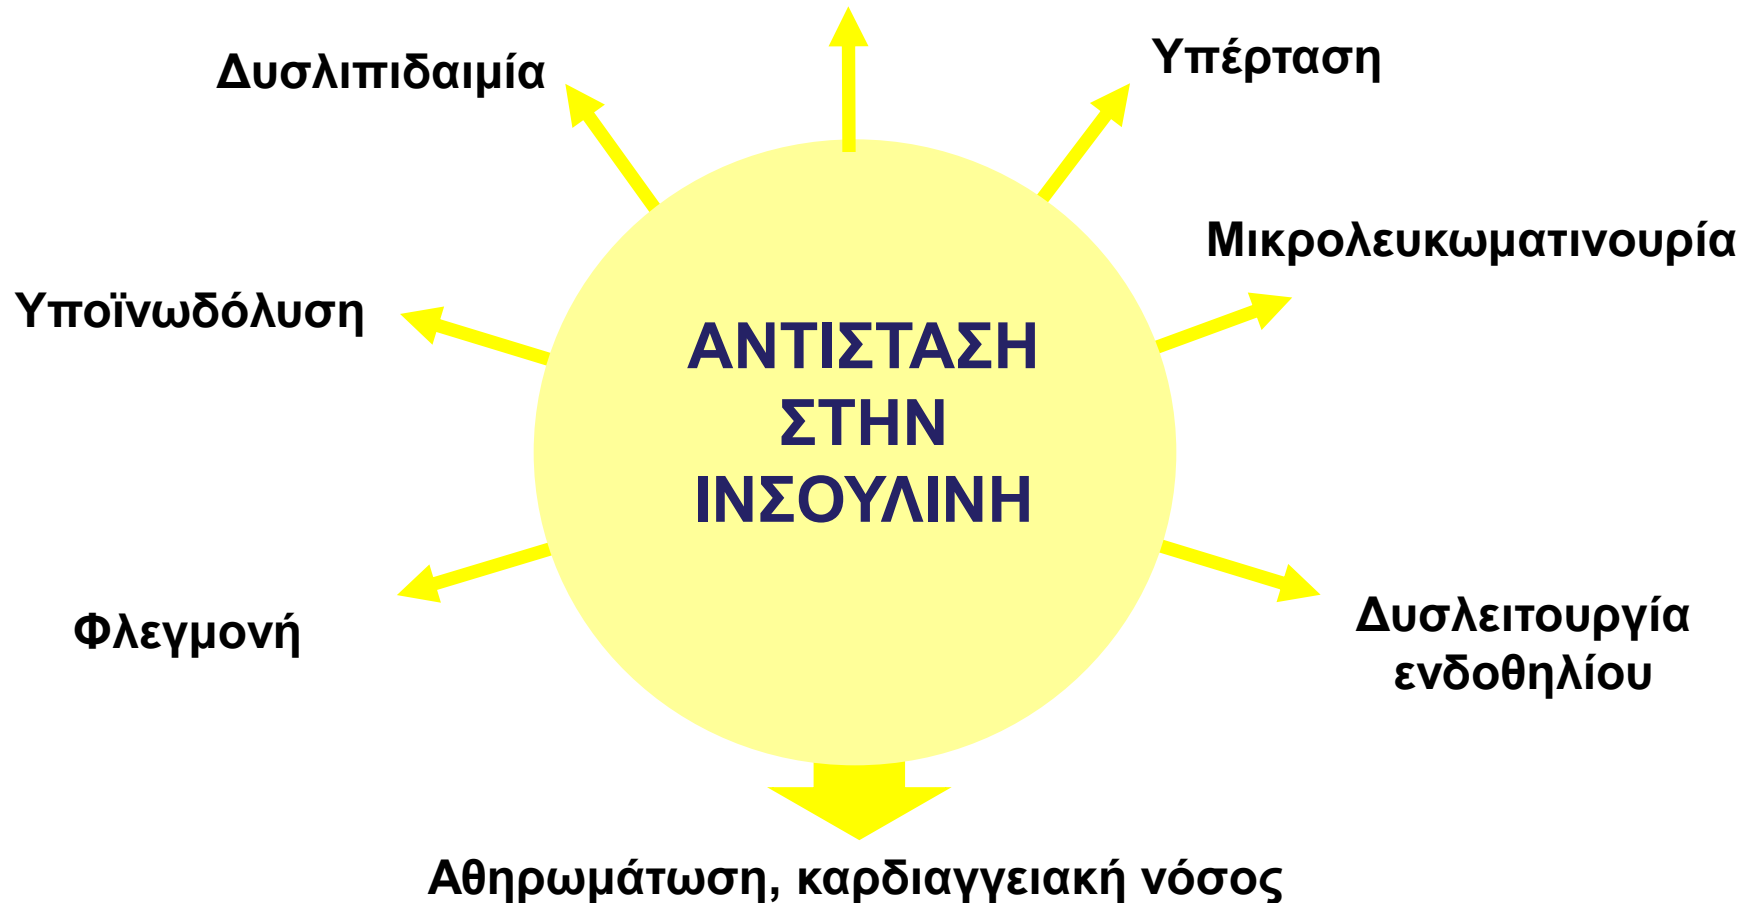 Υπέρταση
Δυσλιπιδαιμία
Μικρολευκωματινουρία
Υποϊνωδόλυση
ΑΝΤΙΣΤΑΣΗ
ΣΤΗΝ
ΙΝΣΟΥΛΙΝΗ
Φλεγμονή
Δυσλειτουργία
ενδοθηλίου
Αθηρωμάτωση, καρδιαγγειακή νόσος